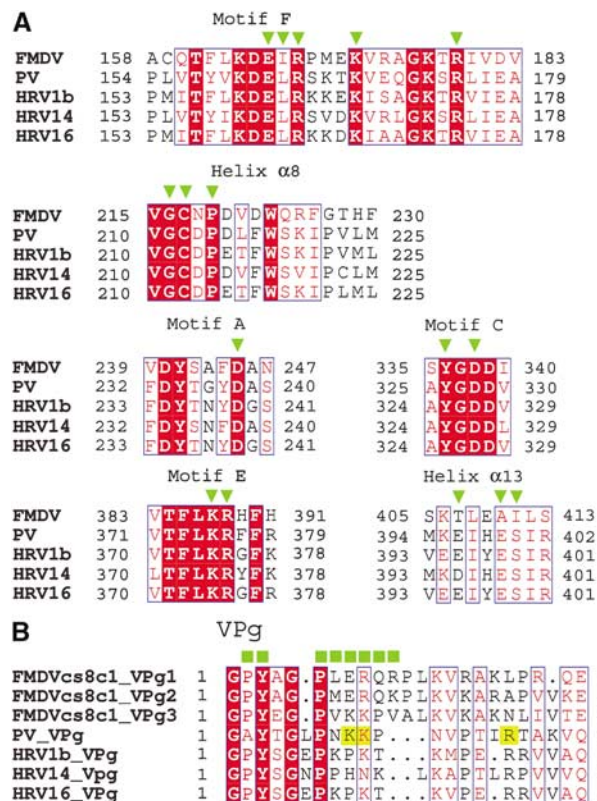 A
Motif F
FMDV 158 ACQTFLKDEIRPMEKVRAGKTRIVDV 183
PV 154 PLVTYVKDELRSKTKVEQGKSRLIEA 179
HRV1b 153 PMITFLKDELRKKEKISAGKTRVIEA 178
HRV14 153 PLVTYLKDELRSVDKVRLGKSRLIEA 178
HRV16 153 PMITFLKDELRKKDKIAAGKTRVIEA 178
Helix α8
FMDV 215 VGCNPDVDWQRFGTHF 230
PV 210 VGCDPDLFWSKIPVLM 225
HRV1b 210 VGCDPETFWSKIPVML 225
HRV14 210 VGCDPDVFWSVIPCLM 225
HRV16 210 VGCDPETFWSKIPLML 225
Motif A Motif C
FMDV 239 VDYSAFDAN 247 335 SYGDDI 340
PV 232 FDYTGYDAS 240 325 AYGDDV 330
HRV1b 233 FDYTNYDGS 241 324 AYGDDV 329
HRV14 232 FDYSNFDAS 240 324 AYGDDL 329
HRV16 233 FDYTNYDGS 241 324 AYGDDV 329
Motif E Helix α13
FMDV 383 VTFLKRHFH 391 405 SKTLEAILS 413
PV 371 VTFLKRFFR 379 394 MKEIHESIR 402
HRV1b 370 VTFLKRGFK 378 393 VEEIYESIR 401
HRV14 370 LTFLKRYFK 378 393 MKDIHESIR 401
HRV16 370 VTFLKRGFR 378 393 VEEIYESIR 401
B
VPg
FMDVcs8c1_VPg1 1 GPYAG.PLERQRPLKVRAKLPR.QE
FMDVcs8c1_VPg2 1 GPYAG.PMERQKPLKVKARAPVVKE
FMDVcs8c1_VPg3 1 GPYEG.PVKKPVALKVKAKNLIVTE
PV_VPg 1 GAYTGLPNKKP...NVPTIRTAKVQ
HRV1b_VPg 1 GPYSGEPKPKT...KMPE.RRVVAQ
HRV14_Vpg 1 GPYSGNPPHNK.LKAPTLRPVVVQ
HRV16_VPg 1 GPYSGEPKQKT...KVPE.RRVVAQ